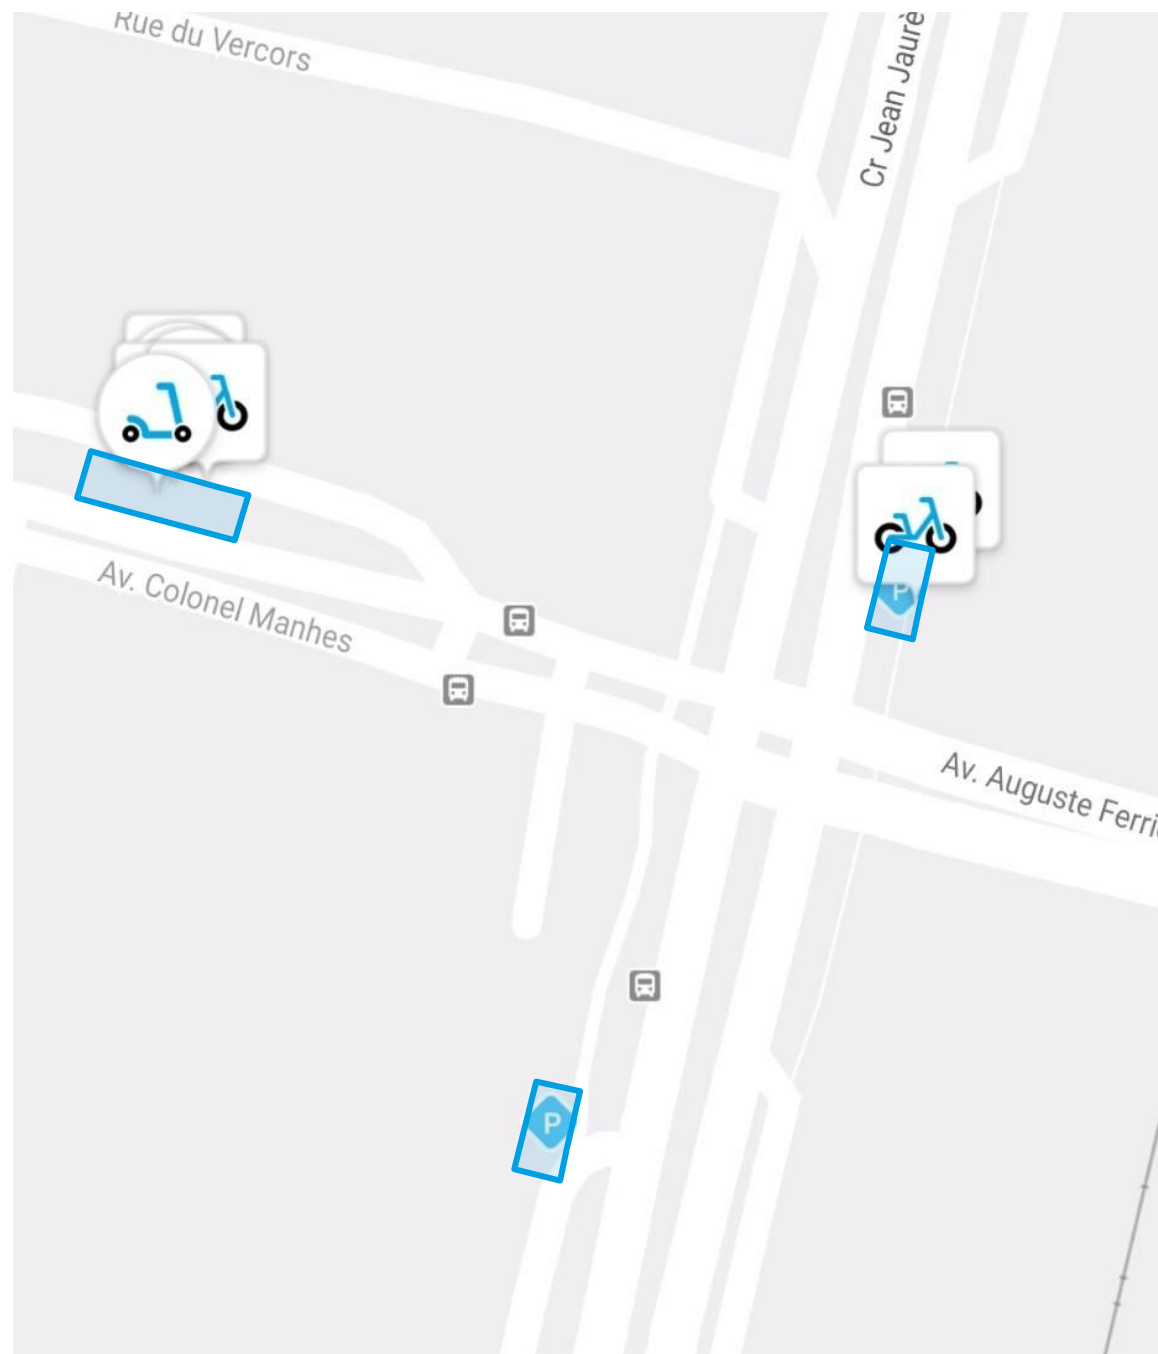 Rue du Vercors
Cr Jean Jaurè
Av. Colonel Manhes
P
Av. Auguste Ferri
P